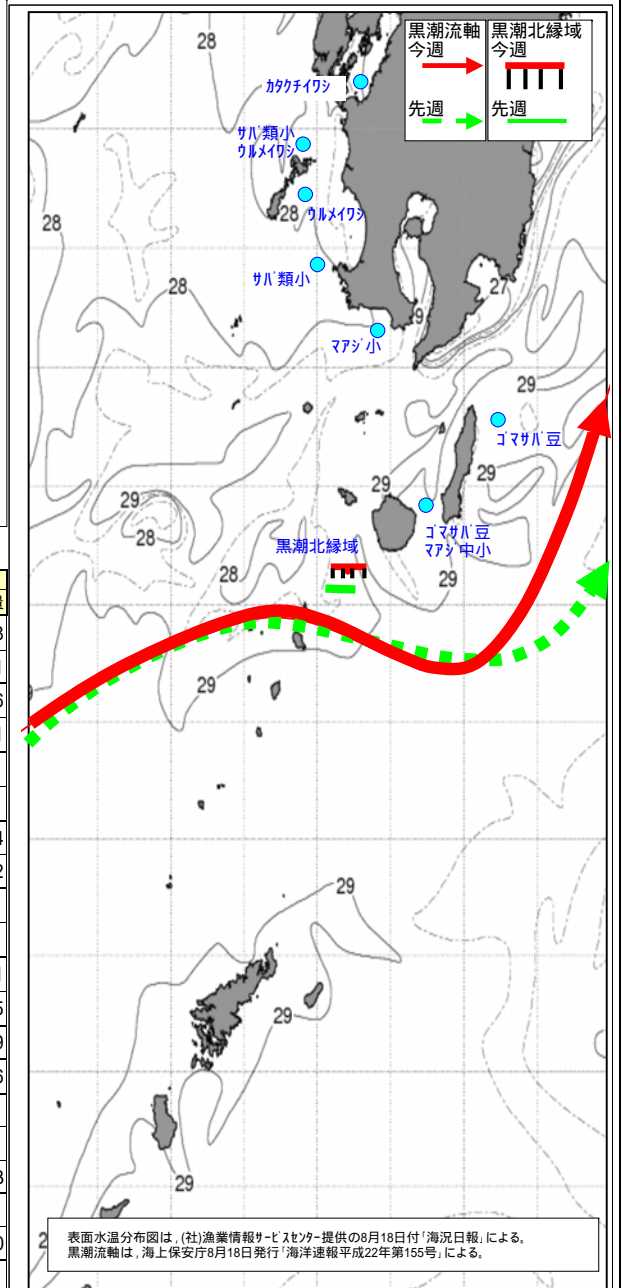 黒潮流軸
今週
先週
黒潮北縁域
今週
先週
28
ｶﾀｸﾁｲﾜｼ
ｻﾊﾞ類小
ｳﾙﾒｲﾜｼ
28
ｳﾙﾒｲﾜｼ
28
ｻﾊﾞ類小
28
27
9
ﾏｱｼﾞ小
29
ｺﾞﾏｻﾊﾞ豆
29
29
29
28
ｺﾞﾏｻﾊﾞ豆
ﾏｱｼﾞ中小
黒潮北縁域
28
29
29
29
29
29
29
表面水温分布図は，(社)漁業情報ｻｰﾋﾞｽｾﾝﾀｰ提供の8月18日付「海況日報」による。
黒潮流軸は，海上保安庁8月18日発行「海洋速報平成22年第155号」による。